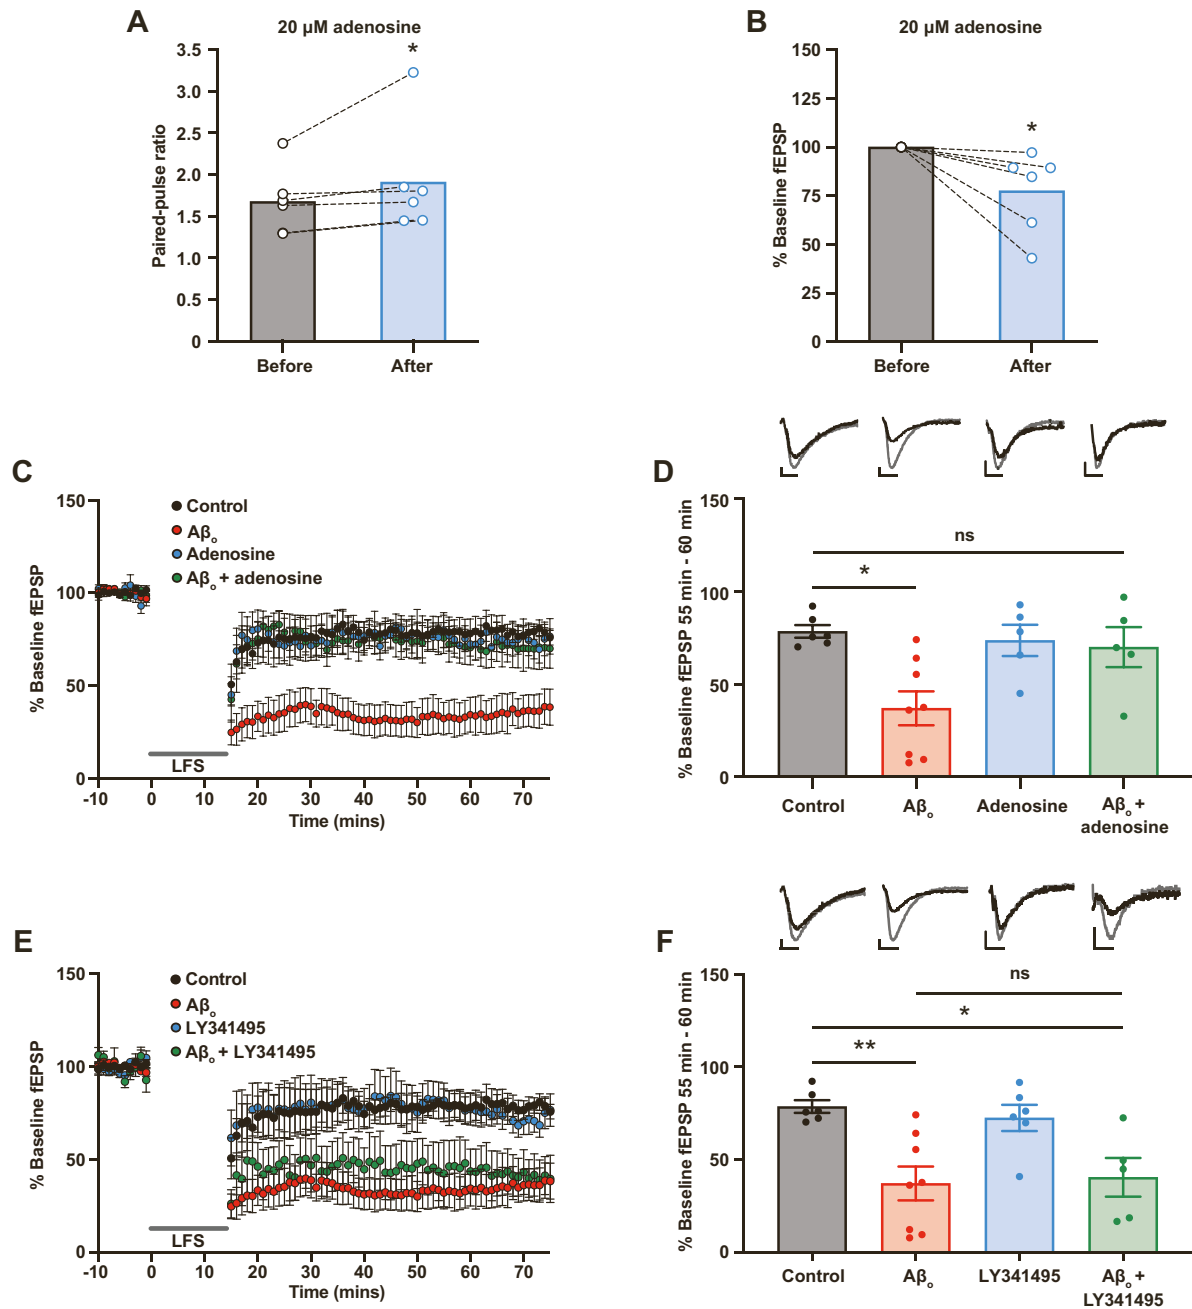 A
20 µM adenosine
*
3.5
3.0
2.5
2.0
1.5
1.0
0.5
0
Paired-pulse ratio
Before
After
B
20 µM adenosine
*
150
125
100
75
50
25
0
% Baseline fEPSP
Before
After
C
150
100
50
0
% Baseline fEPSP
Control
Aβo
Adenosine
Aβo + adenosine
LFS
-10 0 10 20 30 40 50 60 70
Time (mins)
D
150
100
50
0
% Baseline fEPSP 55 min - 60 min
ns
*
Control
Aβo
Adenosine
Aβo +
adenosine
E
150
100
50
0
% Baseline fEPSP
Control
Aβo
LY341495
Aβo + LY341495
LFS
-10 0 10 20 30 40 50 60 70
Time (mins)
F
150
100
50
0
% Baseline fEPSP 55 min - 60 min
ns
*
**
Control
Aβo
LY341495
Aβo +
LY341495